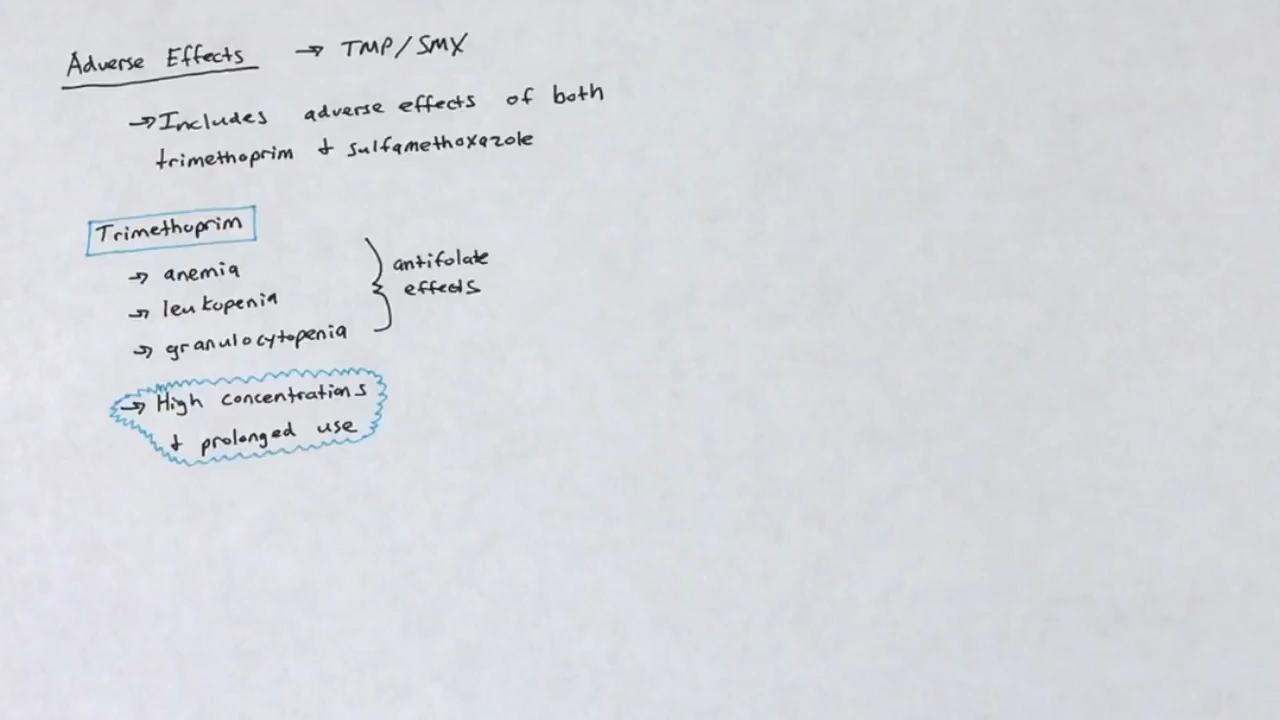 Adverse Effects → TMP/SMX
→ Includes adverse effects of both
trimethoprim & sulfamethoxazole
Trimethoprim
→ anemia
→ leukopenia
→ granulocytopenia
antifolate
effects
→ High concentrations
& prolonged use